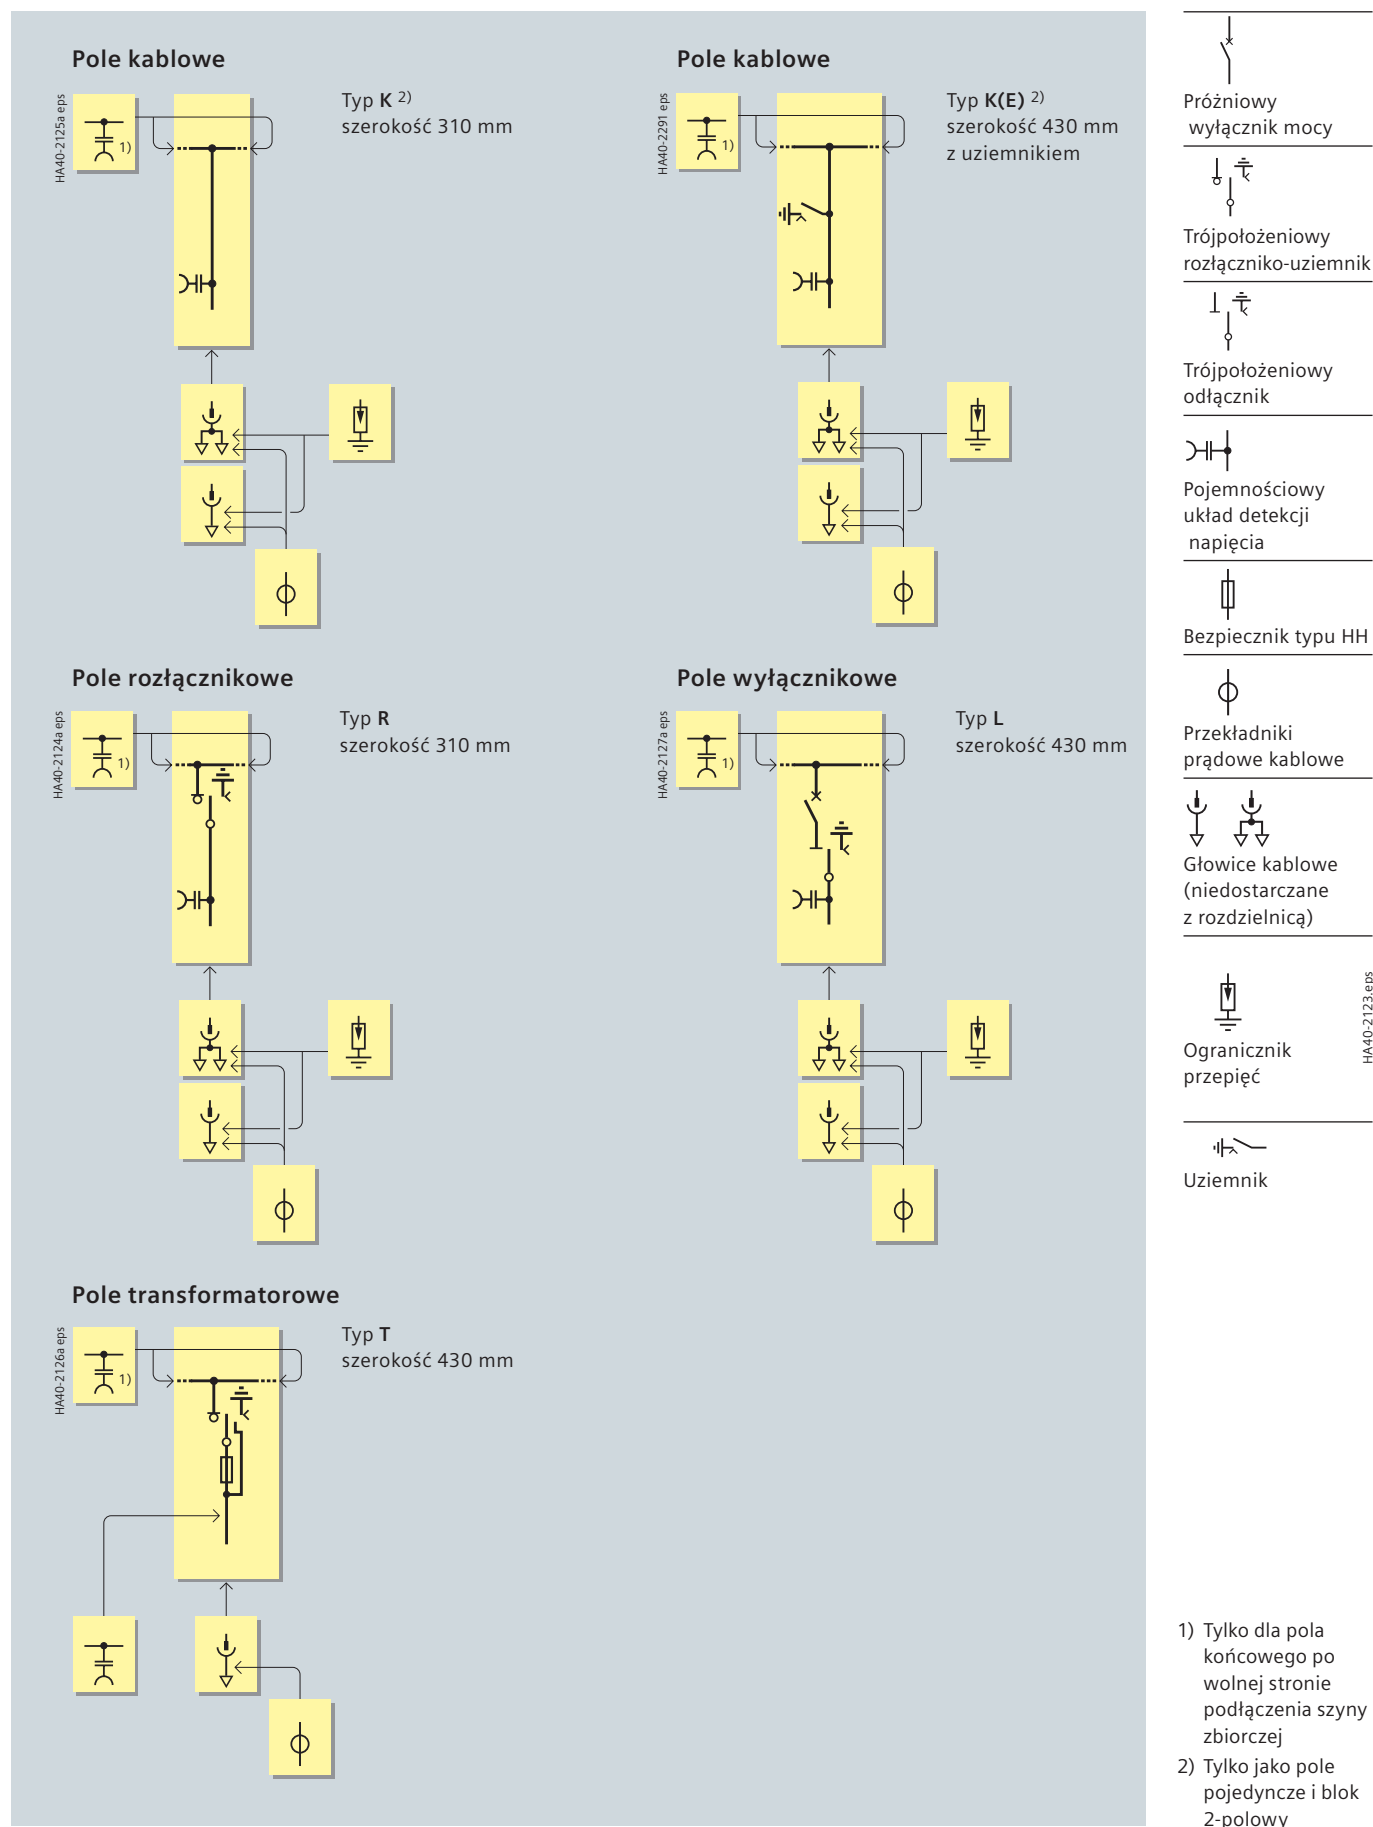 Pole kablowe
HA40-2125a eps
1)
Typ K 2)
szerokość 310 mm
Pole kablowe
HA40-2291 eps
1)
Typ K(E) 2)
szerokość 430 mm
z uziemnikiem
Pole rozłącznikowe
HA40-2124a eps
1)
Typ R
szerokość 310 mm
Pole wyłącznikowe
HA40-2127a eps
1)
Typ L
szerokość 430 mm
Pole transformatorowe
HA40-2126a eps
1)
Typ T
szerokość 430 mm
Próżniowy
wyłącznik mocy
Trójpołożeniowy
rozłączniko-uziemnik
Trójpołożeniowy
odłącznik
Pojemnościowy
układ detekcji
napięcia
Bezpiecznik typu HH
Przekładniki
prądowe kablowe
Głowice kablowe
(niedostarczane
z rozdzielnicą)
Ogranicznik
przepięć
HA40-2123.eps
Uziemnik
1) Tylko dla pola
końcowego po
wolnej stronie
podłączenia szyny
zbiorczej
2) Tylko jako pole
pojedyncze i blok
2-polowy